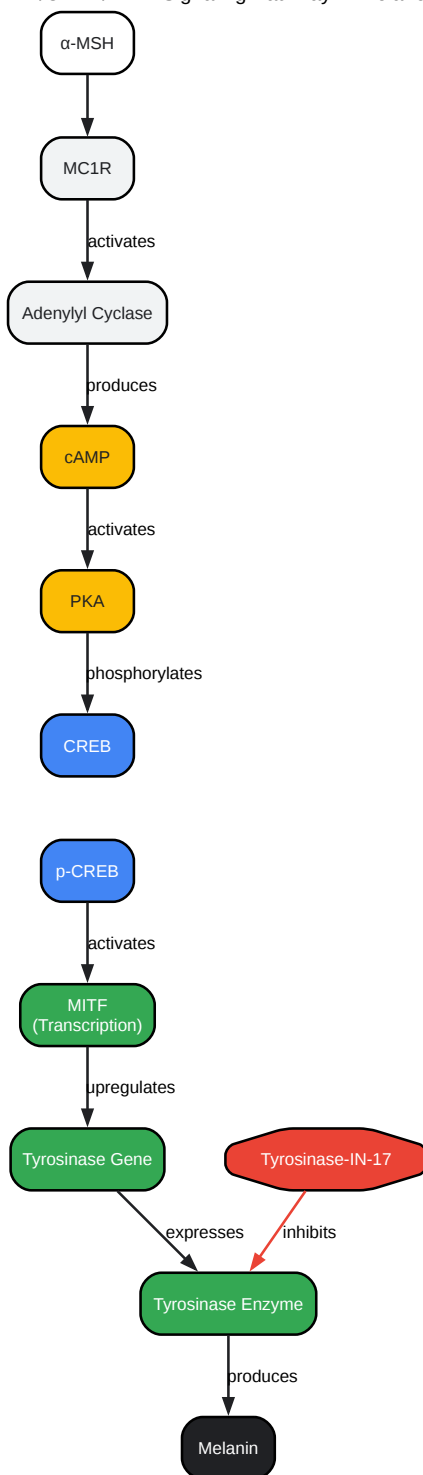 α-MSH
MC1R
activates
Adenylyl Cyclase
produces
cAMP
activates
PKA
phosphorylates
CREB
p-CREB
activates
MITF
(Transcription)
upregulates
Tyrosinase Gene
Tyrosinase-IN-17
expresses
inhibits
Tyrosinase Enzyme
produces
Melanin